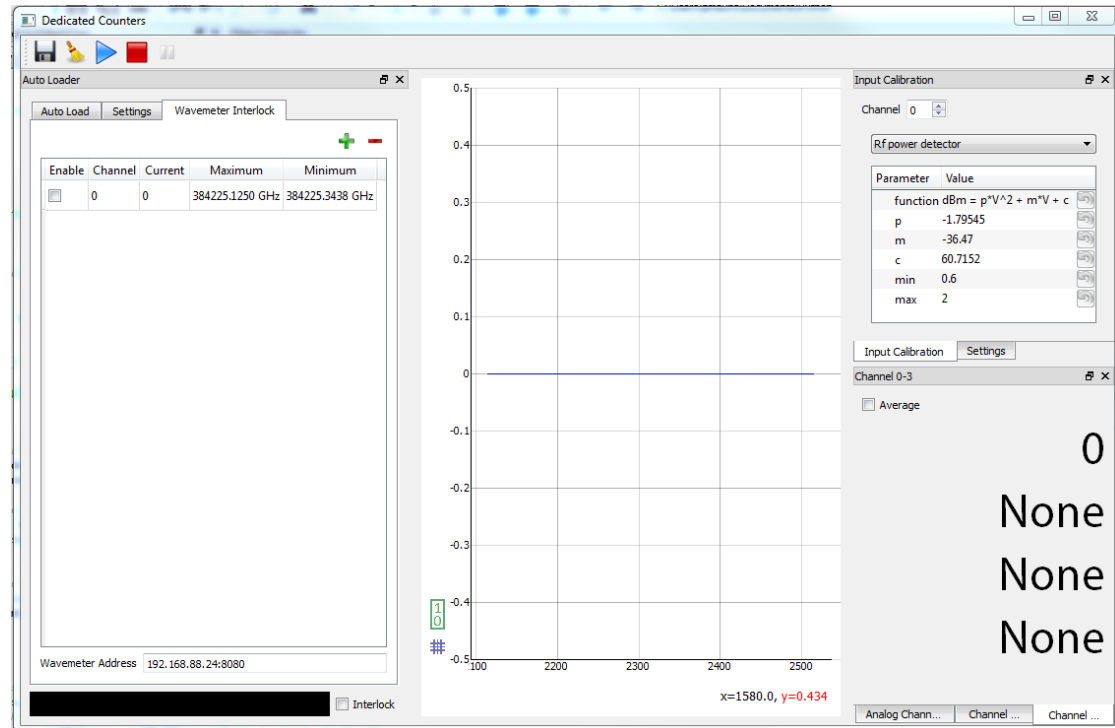 Dedicated Counters
Auto Loader
Auto Load Settings Wavemeter Interlock
Enable Channel Current Maximum Minimum
0 0 384225.1250 GHz 384225.3438 GHz
Wavemeter Address 192.168.88.24:8080
Interlock
0.5
0.4
0.3
0.2
0.1
0
-0.1
-0.2
-0.3
-0.4
-0.5
1
0
100 2200 2300 2400 2500
x=1580.0, y=0.434
Input Calibration
Channel 0
Rf power detector
Parameter Value
function dBm = p*V^2 + m*V + c
p -1.79545
m -36.47
c 60.7152
min 0.6
max 2
Input Calibration Settings
Channel 0-3
Average
0
None
None
None
Analog Chann... Channel ... Channel ...